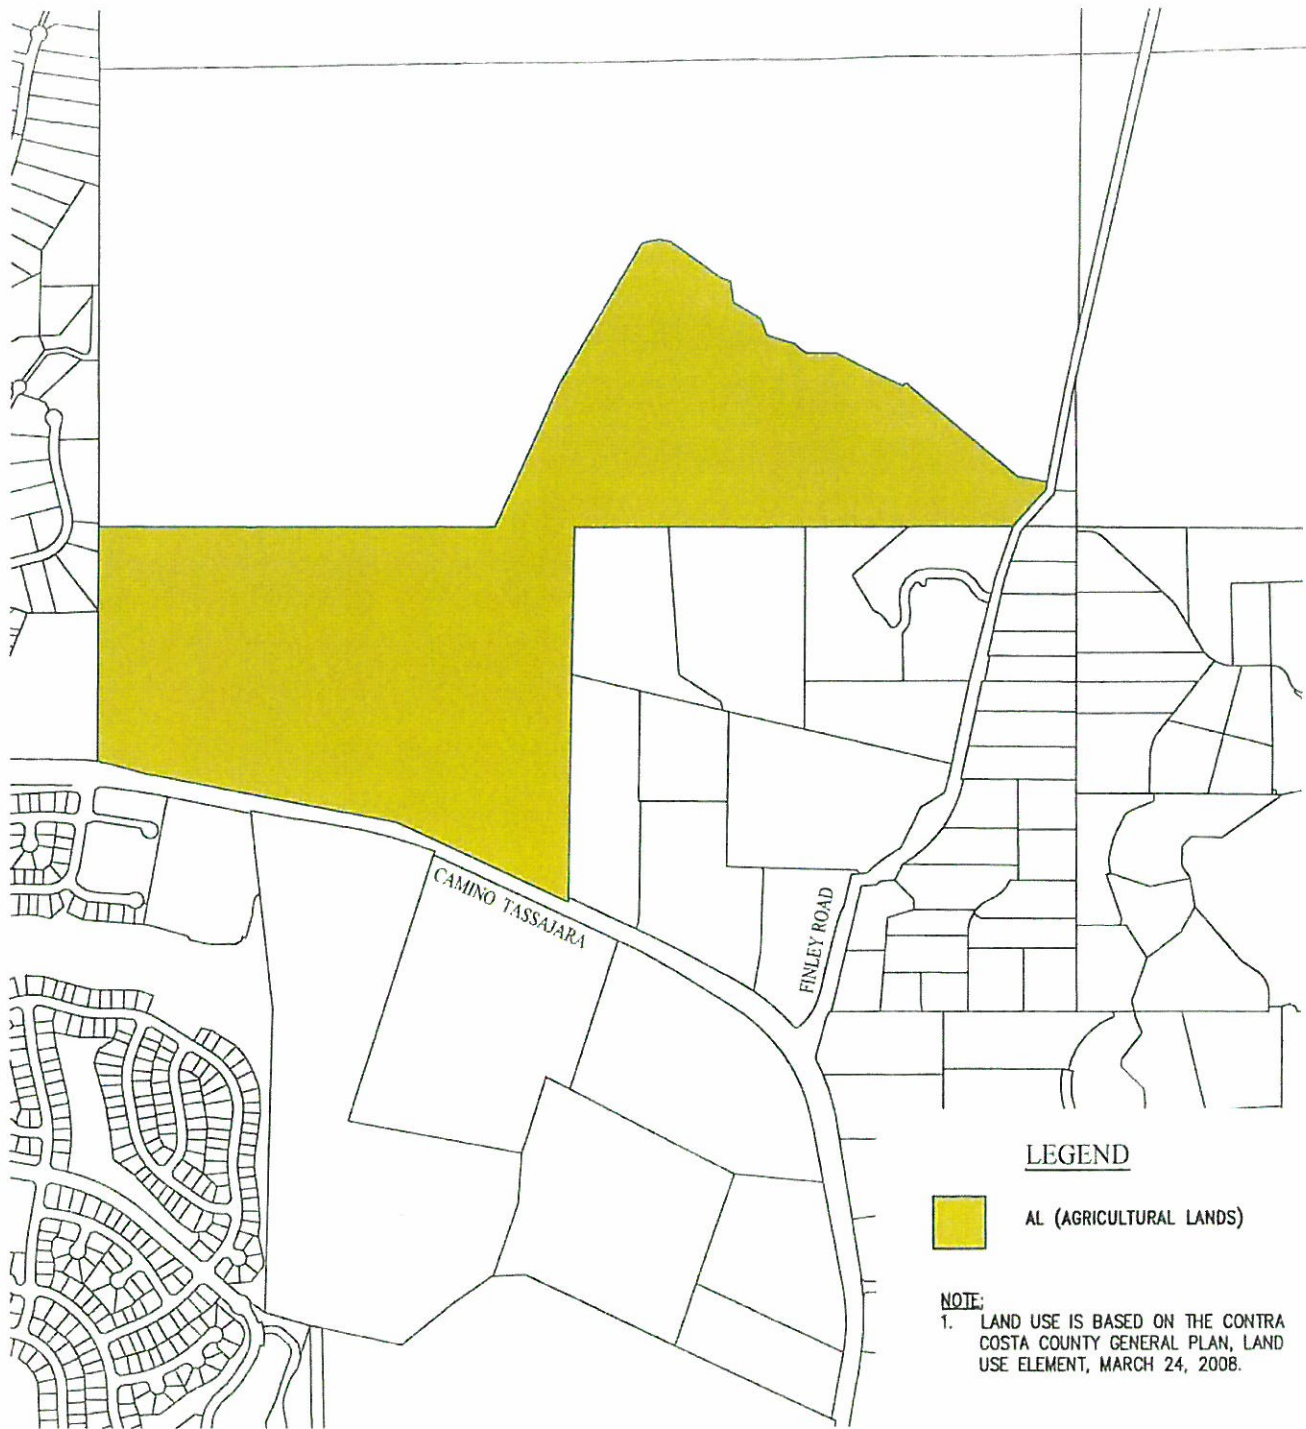 CAMINO TASSAJARA
FINLEY ROAD
LEGEND
AL (AGRICULTURAL LANDS)
NOTE:
1. LAND USE IS BASED ON THE CONTRA
COSTA COUNTY GENERAL PLAN, LAND
USE ELEMENT, MARCH 24, 2008.